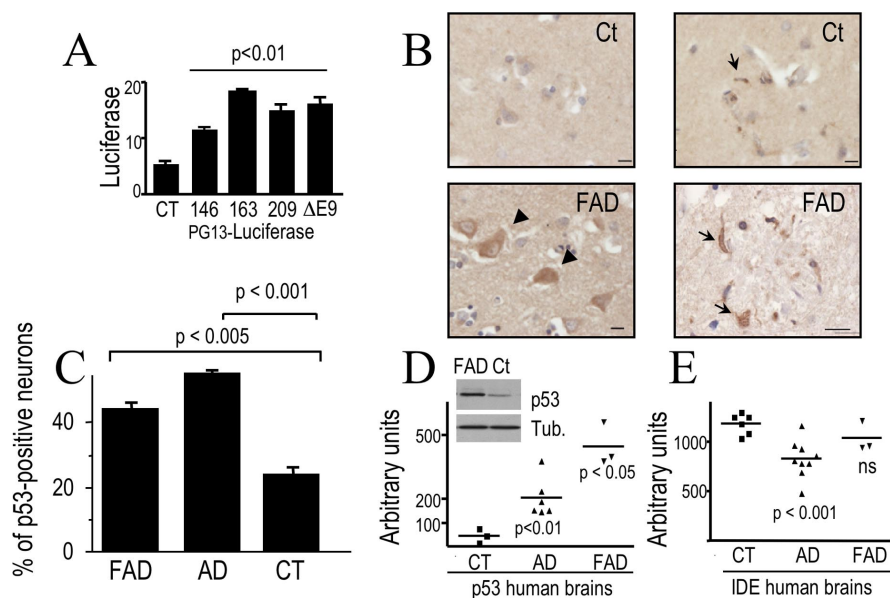 A
p<0.01
Luciferase
20
10
0
CT 146 163 209 ΔE9
PG13-Luciferase
B
Ct
Ct
FAD
FAD
C
p < 0.001
p < 0.005
% of p53-positive neurons
40
20
0
FAD AD CT
D
FAD Ct
p53
Tub.
Arbitrary units
500
200
100
p<0.01
p < 0.05
CT AD FAD
p53 human brains
E
Arbitrary units
1000
500
p < 0.001
ns
CT AD FAD
IDE human brains